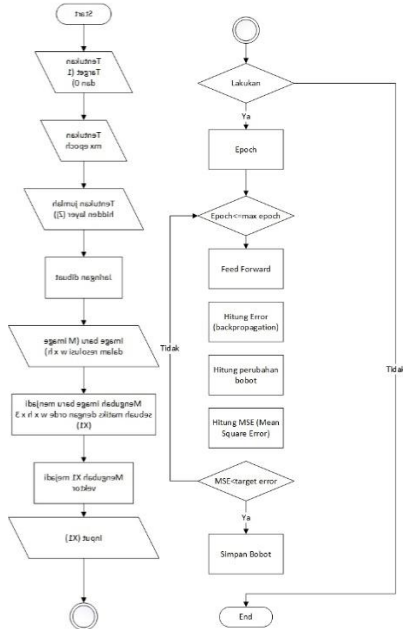 Start
Tentukan
Target (1
dan 0)
Tentukan
mx epoch
Tentukan jumlah
hidden layer (2)
Jaringan dibuat
Image baru (M image
dalam resolusi w x h)
Mengubah image baru menjadi
sebuah matiks dengan orde w x h x 3
(X1)
Mengubah X1 menjadi
vektor
Input (X1)
Lakukan
Ya
Epoch
Epoch<=max epoch
Feed Forward
Hitung Error
(backpropagation)
Hitung perubahan
bobot
Hitung MSE (Mean
Square Error)
MSE<target error
Ya
Simpan Bobot
End
Tidak
Tidak